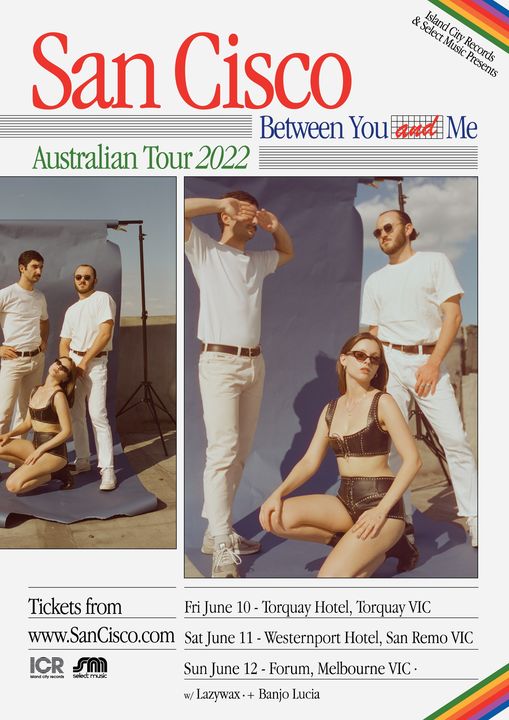 Island City Records
& Select Music Presents
San Cisco
Between You and Me
Australian Tour 2022
Tickets from
www.SanCisco.com
ICR
island city records
sm
select music
Fri June 10 - Torquay Hotel, Torquay VIC
Sat June 11 - Westernport Hotel, San Remo VIC
Sun June 12 - Forum, Melbourne VIC ·
w/ Lazywax · + Banjo Lucia